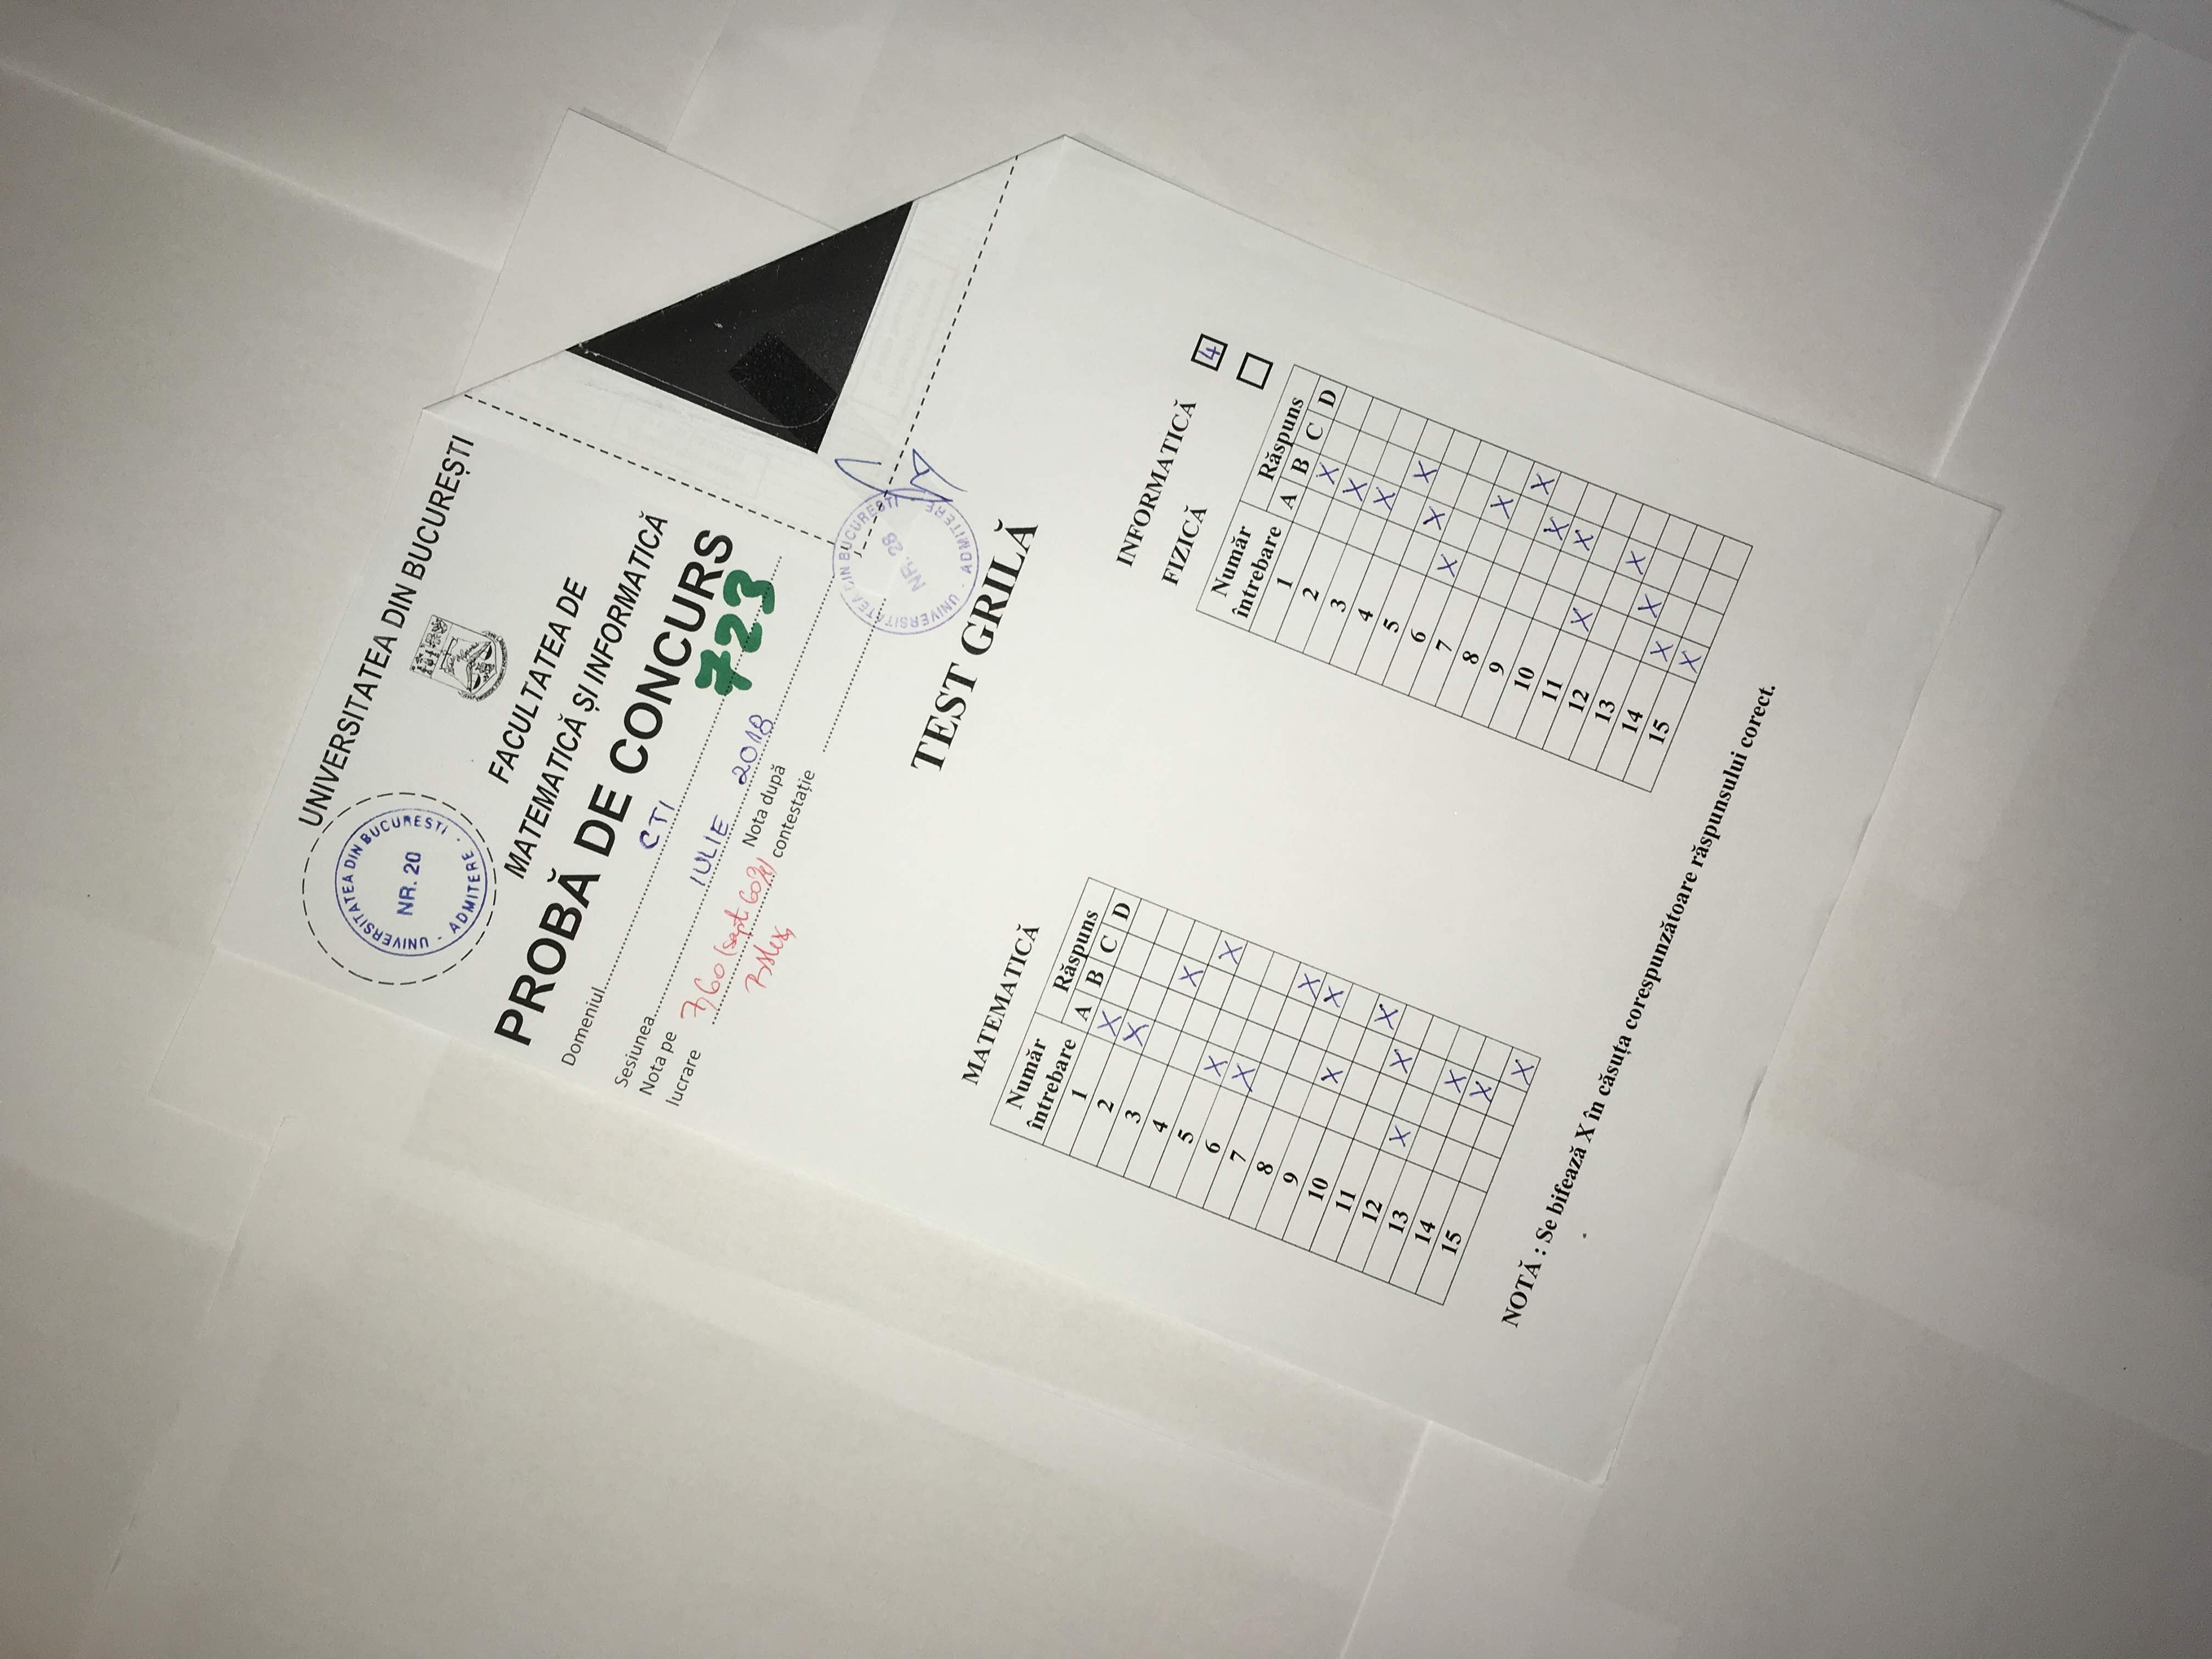 UNIVERSITATEA DIN BUCUREȘTI
UNIVERSITATEA DIN BUCUREȘTI · ADMITERE ·
NR. 20
FACULTATEA DE
MATEMATICĂ ȘI INFORMATICĂ
PROBĂ DE CONCURS
Domeniul CTI
723
Sesiunea IULIE 2018
Nota pe lucrare 7,60 (sapt 60%)
Nota după contestație
UNIVERSITATEA DIN BUCUREȘTI · ADMITERE ·
NR. 28
TEST GRILĂ
MATEMATICĂ
Număr întrebare Răspuns
A B C D
1 X
2 X
3 X
4 X
5 X
6 X
7 X
8 X
9 X
10 X
11 X
12 X
13 X
14 X
15 X
INFORMATICĂ 4
FIZICĂ
Număr întrebare Răspuns
A B C D
1 X
2 X
3 X
4 X
5 X
6 X
7 X
8 X
9 X
10 X
11 X
12 X
13 X
14 X
15 X
NOTĂ : Se bifează X în căsuța corespunzătoare răspunsului corect.